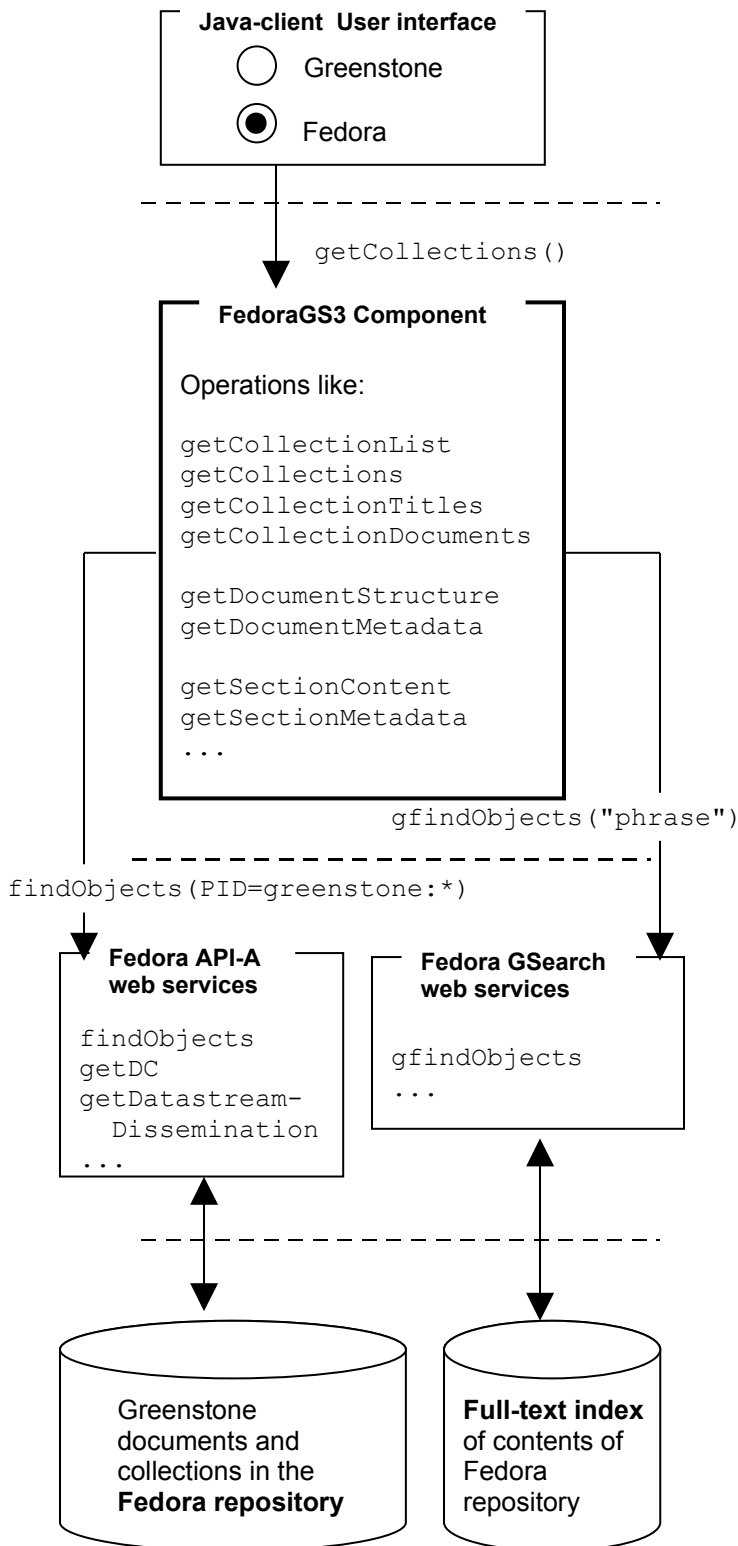 Java-client User interface
Greenstone
Fedora
getCollections()
FedoraGS3 Component
Operations like:
getCollectionList
getCollections
getCollectionTitles
getCollectionDocuments
getDocumentStructure
getDocumentMetadata
getSectionContent
getSectionMetadata
...
gfindObjects("phrase")
findObjects(PID=greenstone:*)
Fedora API-A
web services
findObjects
getDC
getDatastream-
Dissemination
...
Fedora GSearch
web services
gfindObjects
...
Greenstone
documents and
collections in the
Fedora repository
Full-text index
of contents of
Fedora
repository